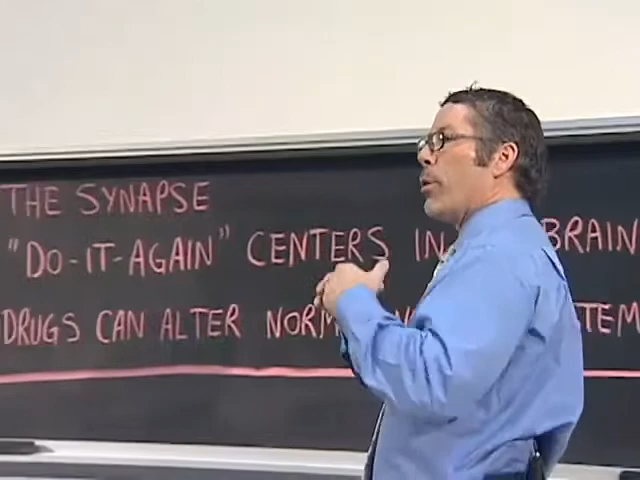 THE SYNAPSE
"DO-IT-AGAIN" CENTERS IN BRAIN
DRUGS CAN ALTER